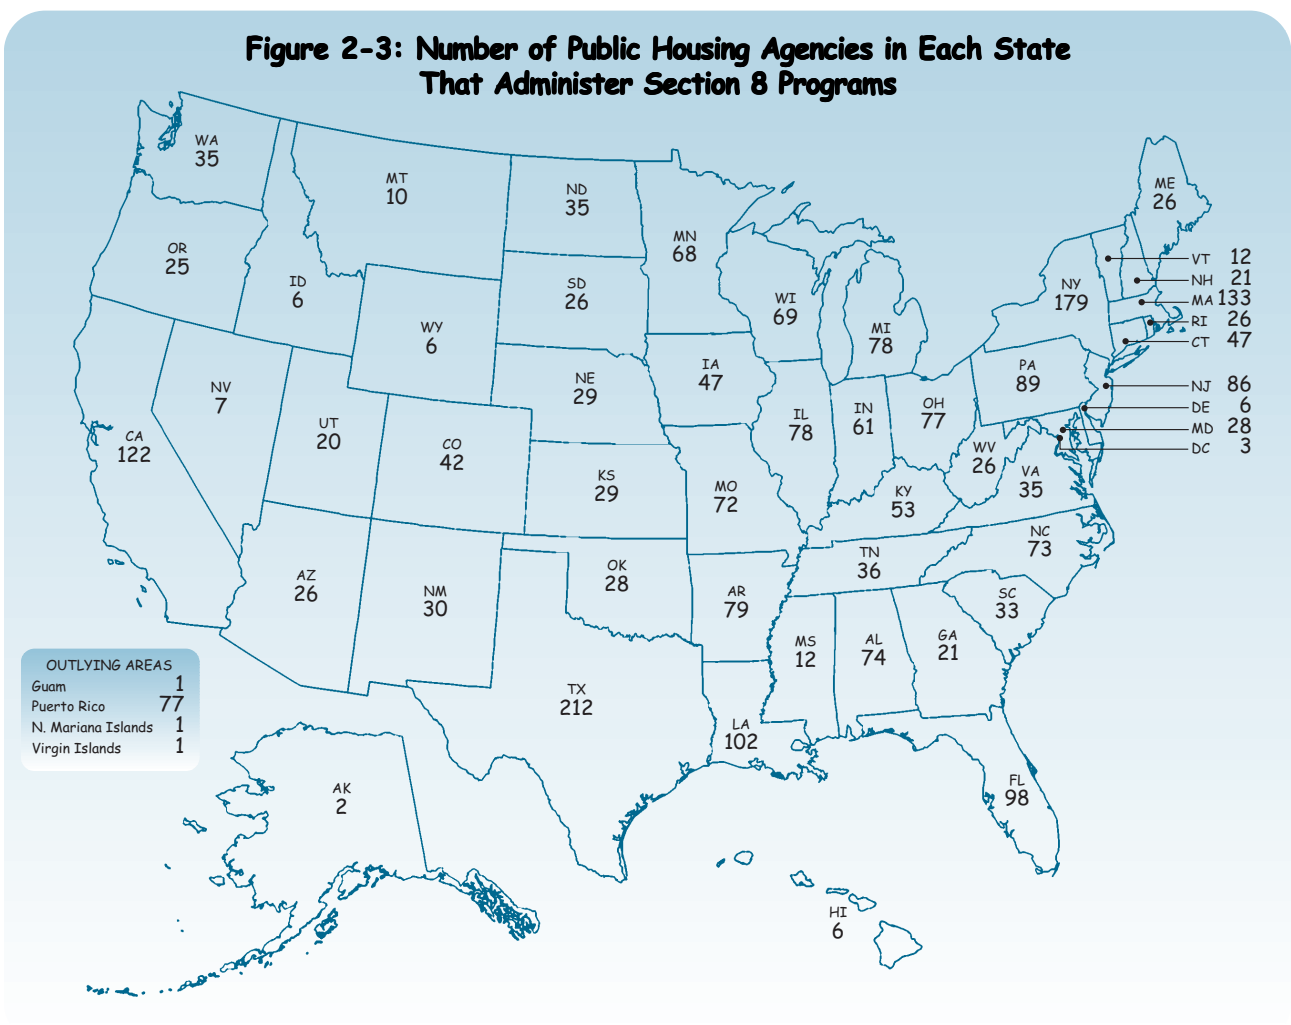 Figure 2-3: Number of Public Housing Agencies in Each State
That Administer Section 8 Programs
WA
35
MT
10
ND
35
MN
68
ME
26
OR
25
ID
6
SD
26
WI
69
MI
78
NY
179
VT 12
NH 21
MA 133
RI 26
CT 47
NJ 86
DE 6
MD 28
DC 3
WY
6
NV
7
UT
20
CA
122
CO
42
NE
29
IA
47
IL
78
IN
61
OH
77
PA
89
WV
26
VA
35
KS
29
MO
72
KY
53
NC
73
TN
36
SC
33
AZ
26
NM
30
OK
28
AR
79
MS
12
AL
74
GA
21
TX
212
LA
102
FL
98
OUTLYING AREAS
Guam 1
Puerto Rico 77
N. Mariana Islands 1
Virgin Islands 1
AK
2
HI
6